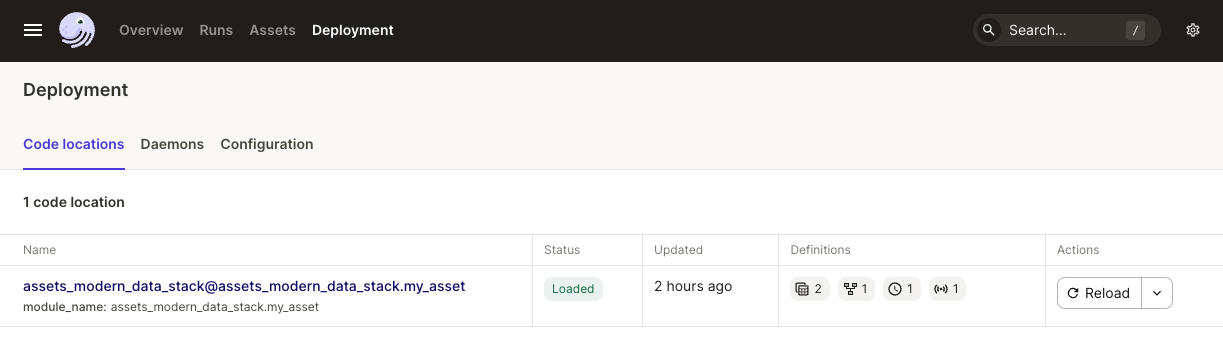 Overview Runs Assets Deployment Search... /
Deployment
Code locations Daemons Configuration
1 code location
Name Status Updated Definitions Actions
assets_modern_data_stack@assets_modern_data_stack.my_asset Loaded 2 hours ago 2 1 1 1 Reload
module_name: assets_modern_data_stack.my_asset